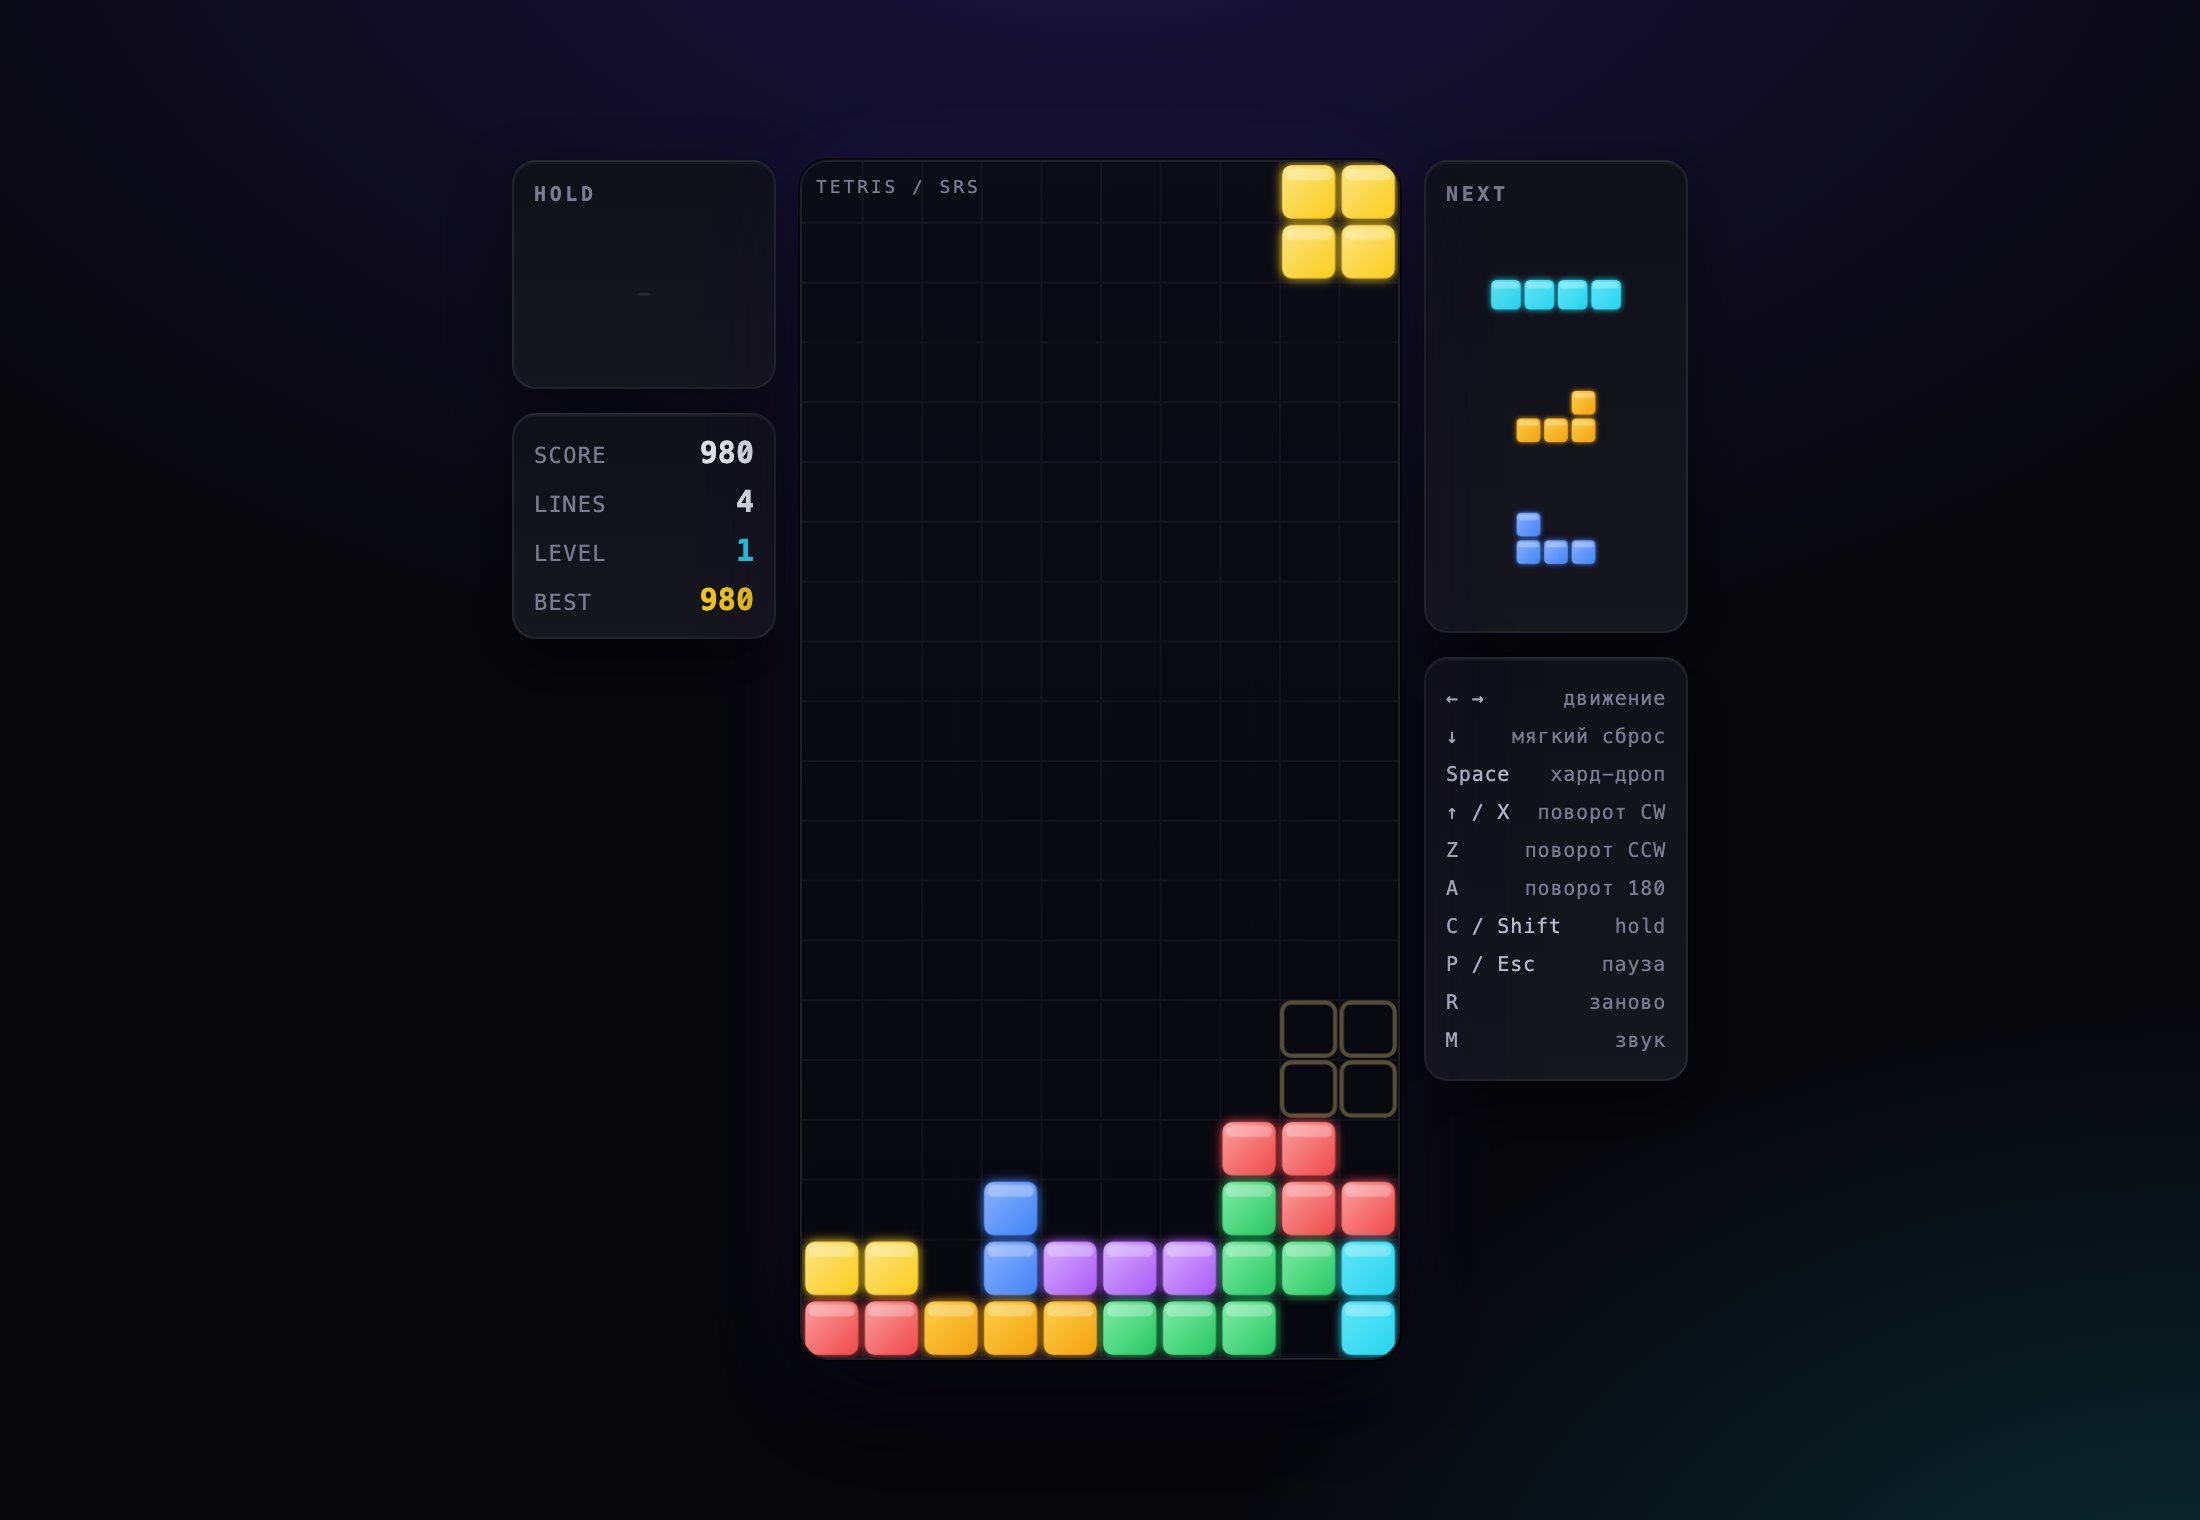 HOLD
–
SCORE 980
LINES 4
LEVEL 1
BEST 980
TETRIS / SRS
NEXT
← → движение
↓ мягкий сброс
Space хард–дроп
↑ / X поворот CW
Z поворот CCW
A поворот 180
C / Shift hold
P / Esc пауза
R заново
M звук